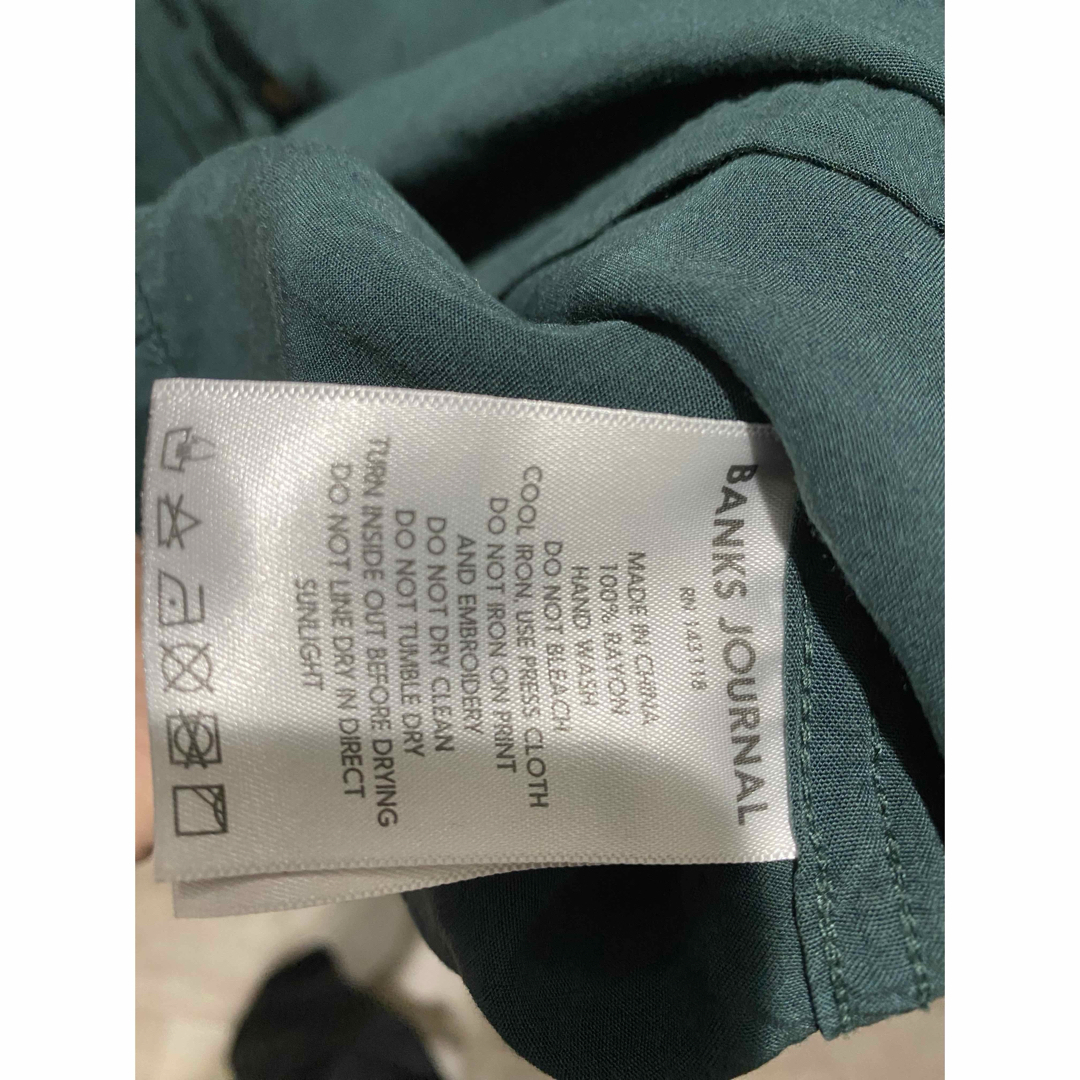 BANKS JOURNAL
RN 143118
MADE IN CHINA
100% RAYON
HAND WASH
DO NOT BLEACH
COOL IRON, USE PRESS CLOTH
DO NOT IRON ON PRINT
AND EMBROIDERY
DO NOT DRY CLEAN
DO NOT TUMBLE DRY
TURN INSIDE OUT BEFORE DRYING
DO NOT LINE DRY IN DIRECT
SUNLIGHT